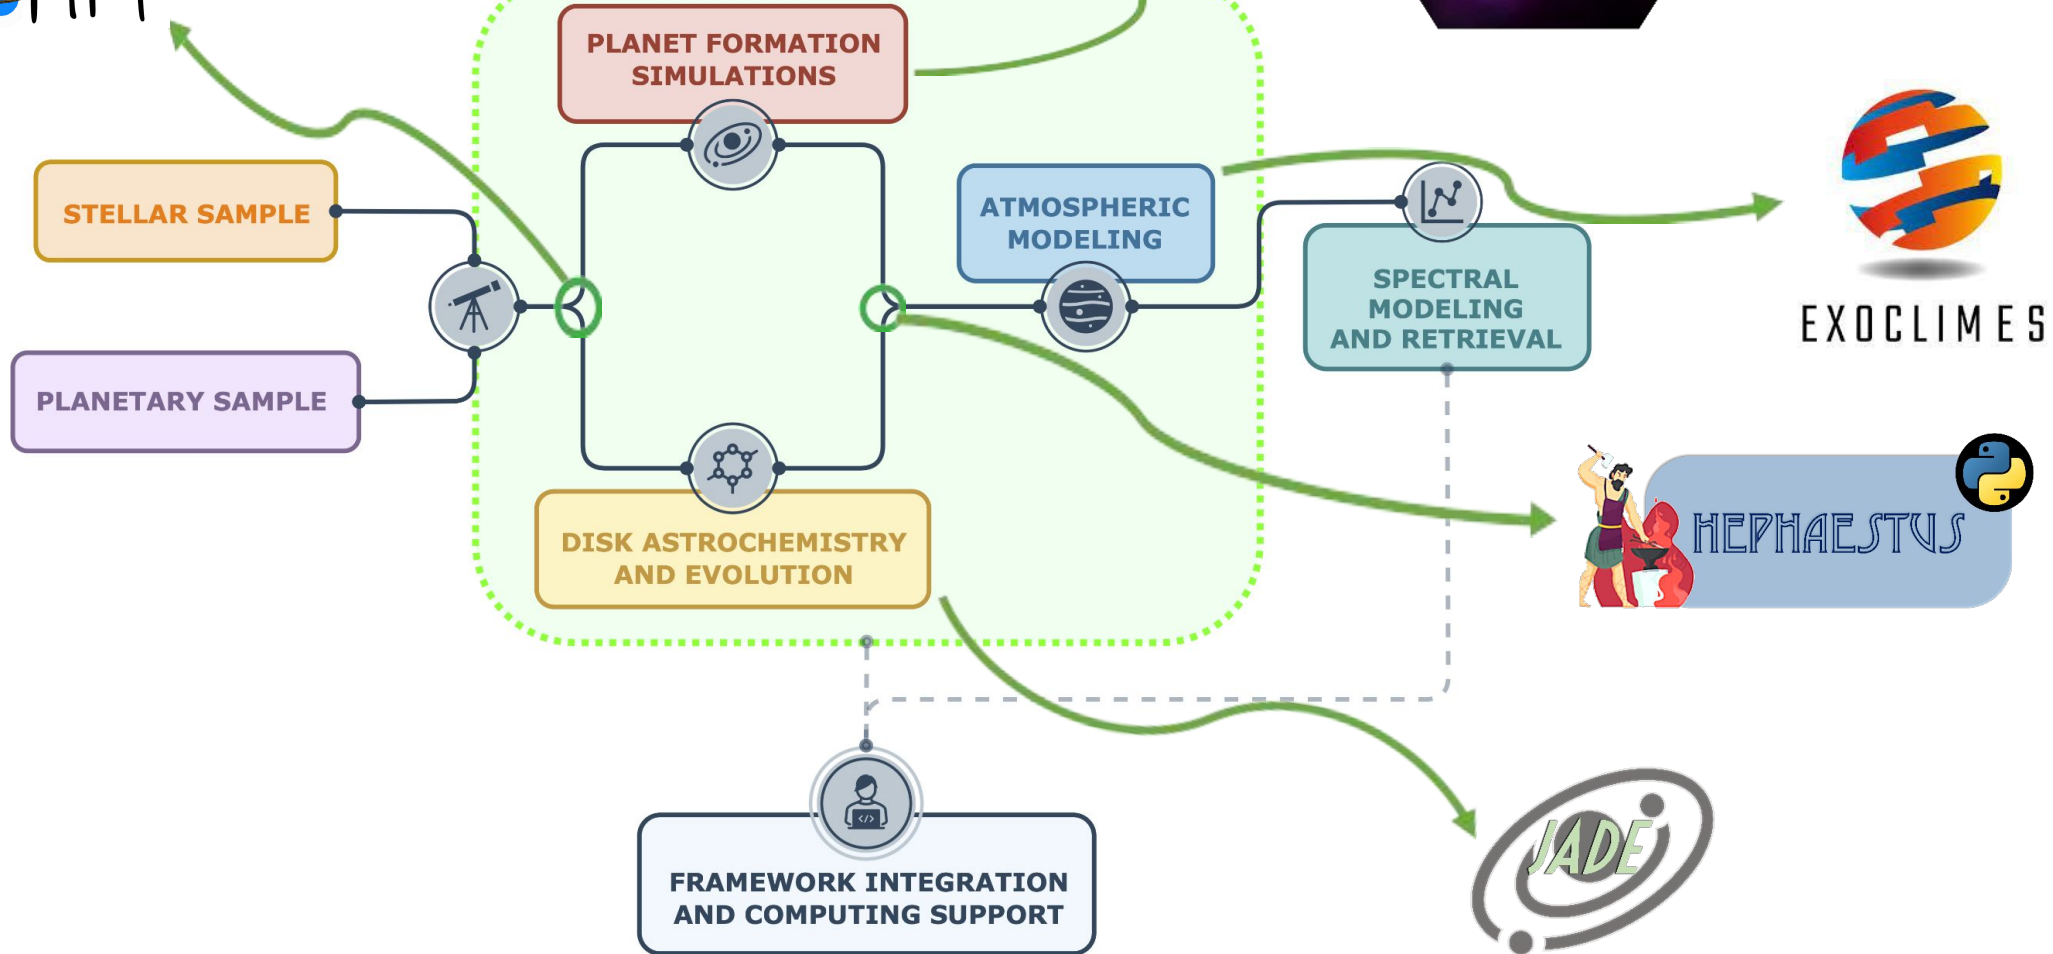 PLANET FORMATION
SIMULATIONS
STELLAR SAMPLE
PLANETARY SAMPLE
ATMOSPHERIC
MODELING
SPECTRAL
MODELING
AND RETRIEVAL
EXOCLIMES
HEPHAESTUS
DISK ASTROCHEMISTRY
AND EVOLUTION
</>
JADE
FRAMEWORK INTEGRATION
AND COMPUTING SUPPORT